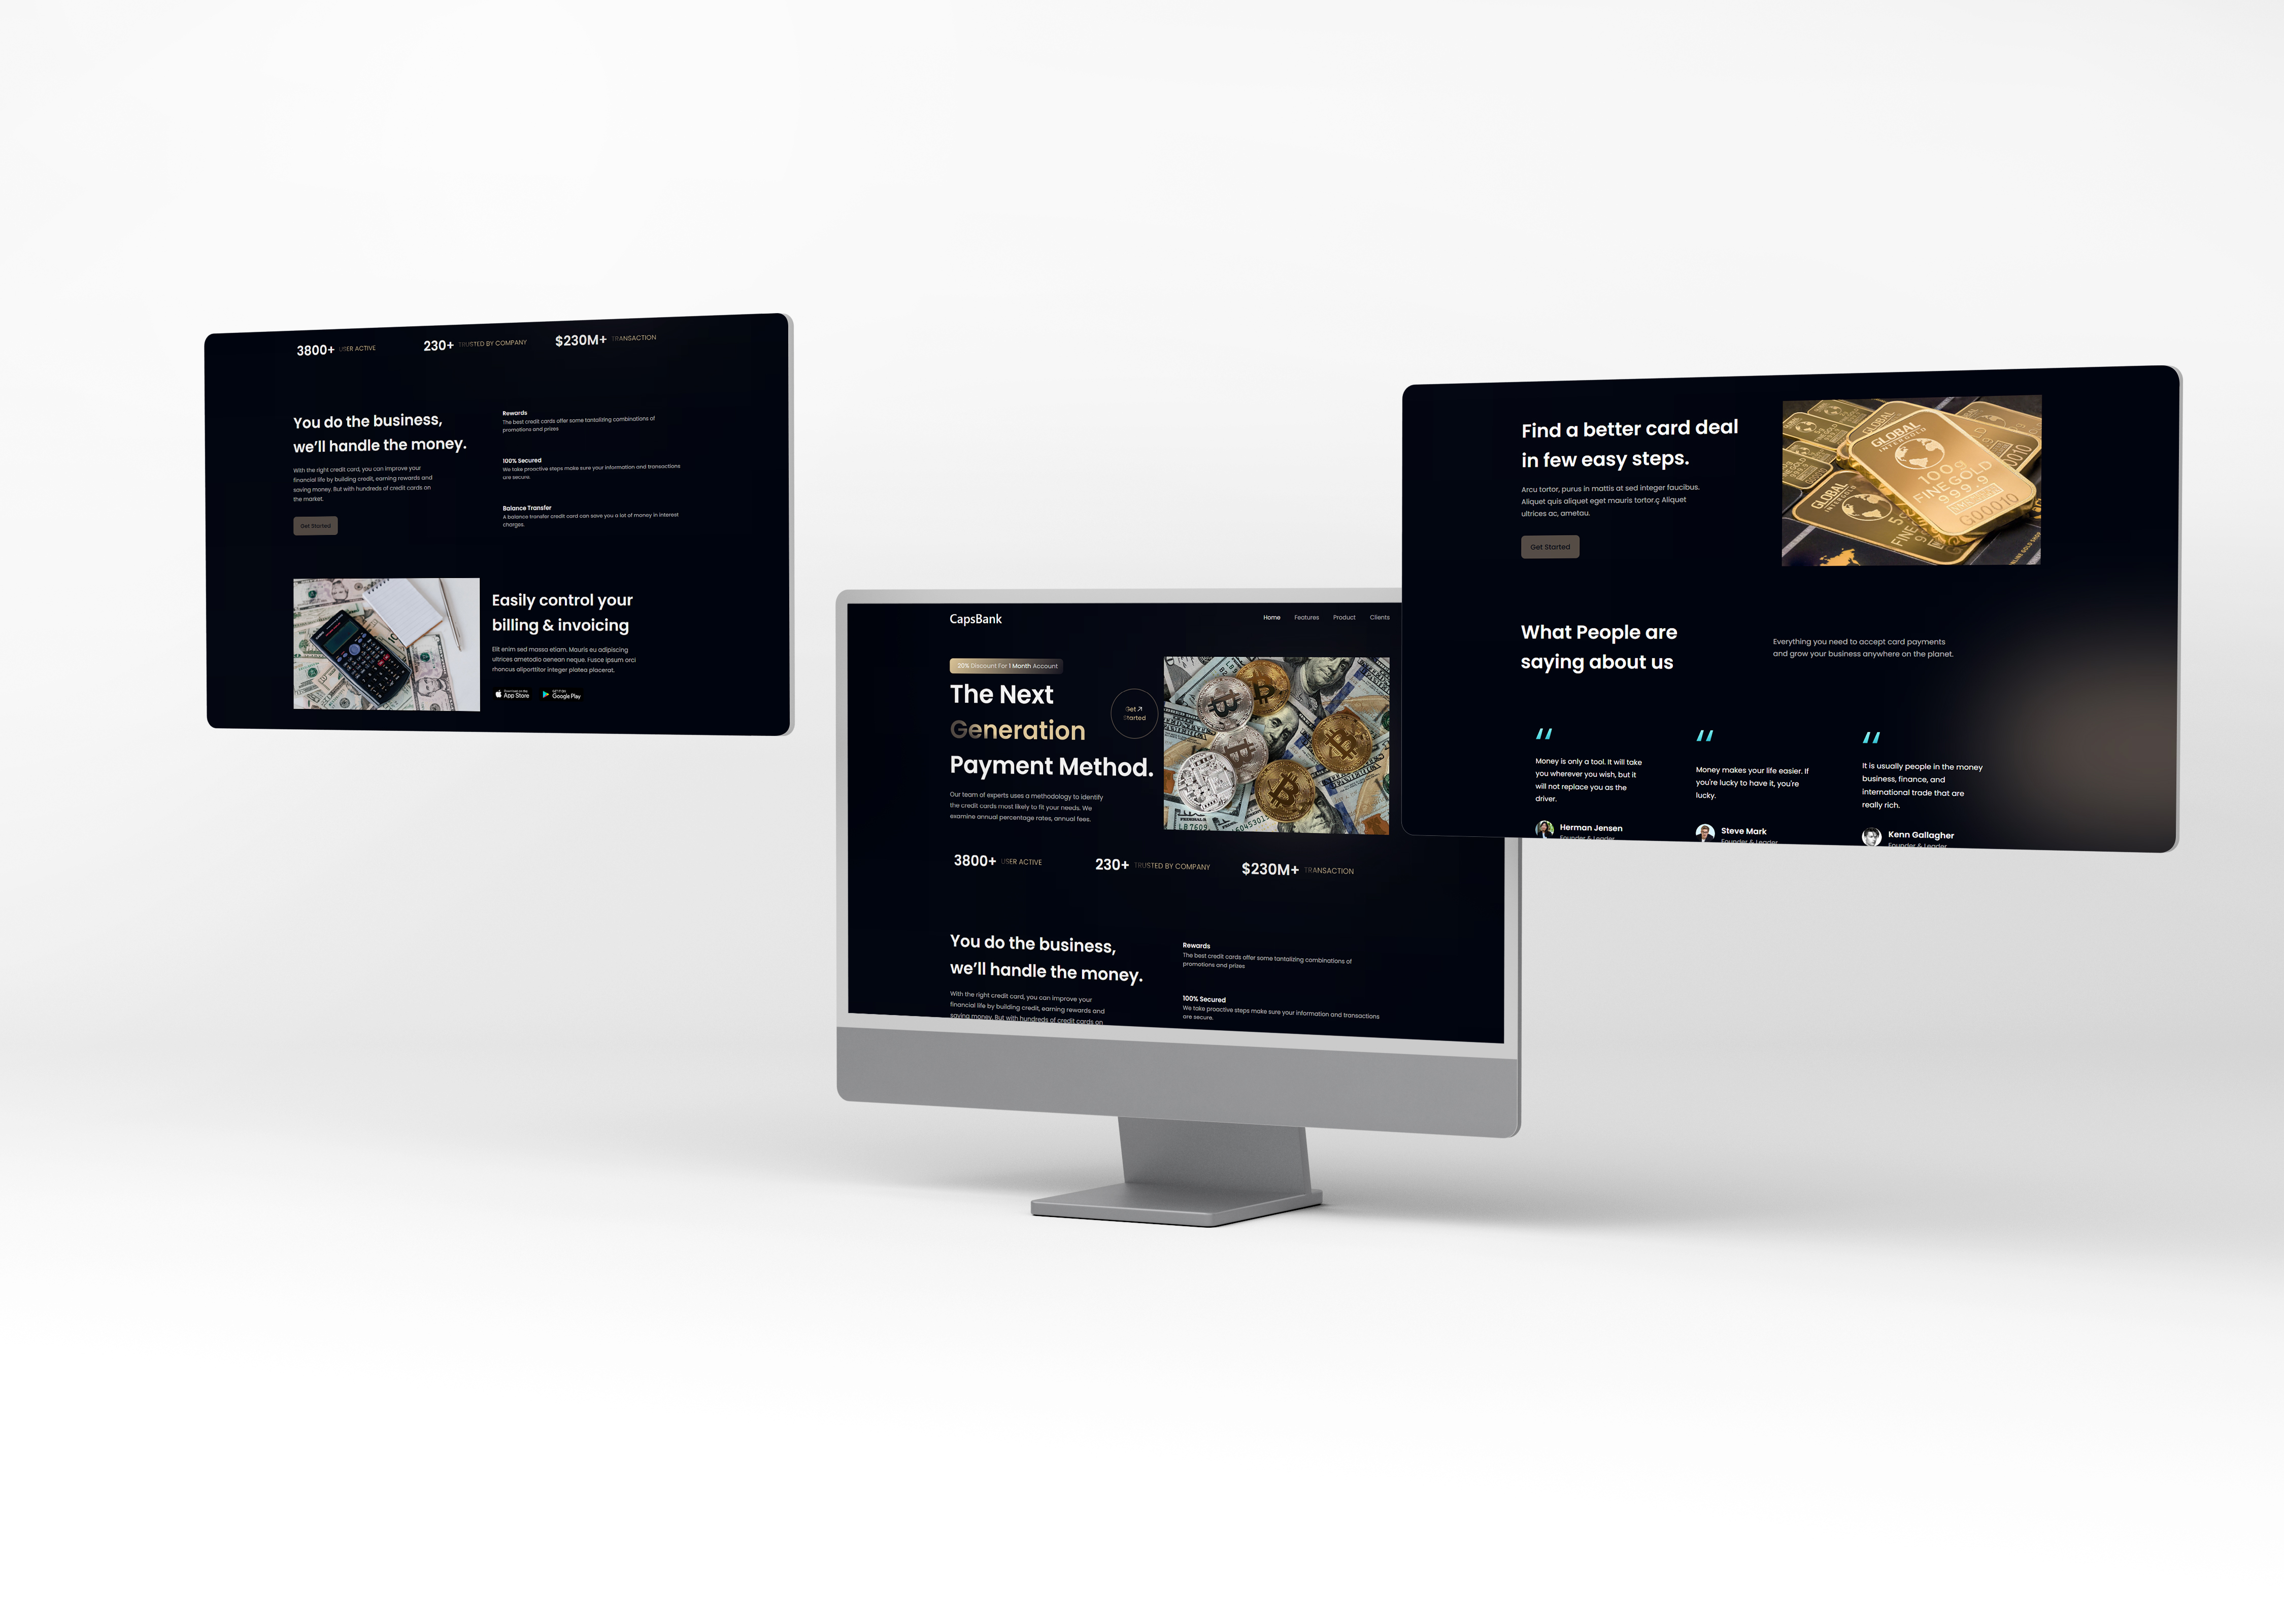 3800+ USER ACTIVE
230+ TRUSTED BY COMPANY
$230M+ TRANSACTION
You do the business,
we'll handle the money.
With the right credit card, you can improve your
financial life by building credit, earning rewards and
saving money. But with hundreds of credit cards on
the market.
Get Started
Rewards
The best credit cards offer some tantalizing combinations of
promotions and prizes
100% Secured
We take proactive steps make sure your information and transactions
are secure.
Balance Transfer
A balance transfer credit card can save you a lot of money in interest
charges.
Easily control your
billing & invoicing
Elit enim sed massa etiam. Mauris eu adipiscing
ultrices ametodio aenean neque. Fusce ipsum orci
rhoncus aliporttitor integer platea placerat.
App Store
Google Play
CapsBank
Home Features Product Clients
20% Discount For 1 Month Account
The Next
Generation
Payment Method.
Get
Started
Our team of experts uses a methodology to identify
the credit cards most likely to fit your needs. We
examine annual percentage rates, annual fees.
3800+ USER ACTIVE
230+ TRUSTED BY COMPANY
$230M+ TRANSACTION
You do the business,
we'll handle the money.
With the right credit card, you can improve your
financial life by building credit, earning rewards and
saving money. But with hundreds of credit cards on
Rewards
The best credit cards offer some tantalizing combinations of
promotions and prizes
100% Secured
We take proactive steps make sure your information and transactions
are secure.
Find a better card deal
in few easy steps.
Arcu tortor, purus in mattis at sed integer faucibus.
Aliquet quis aliquet eget mauris tortor.ç Aliquet
ultrices ac, ametau.
Get Started
GLOBAL
INTERGOLD
100g
FINE GOLD
999.9
G000010
GLOBAL
INTERGOLD
What People are
saying about us
Everything you need to accept card payments
and grow your business anywhere on the planet.
Money is only a tool. It will take
you wherever you wish, but it
will not replace you as the
driver.
Herman Jensen
Founder & Leader
Money makes your life easier. If
you're lucky to have it, you're
lucky.
Steve Mark
Founder & Leader
It is usually people in the money
business, finance, and
international trade that are
really rich.
Kenn Gallagher
Founder & Leader